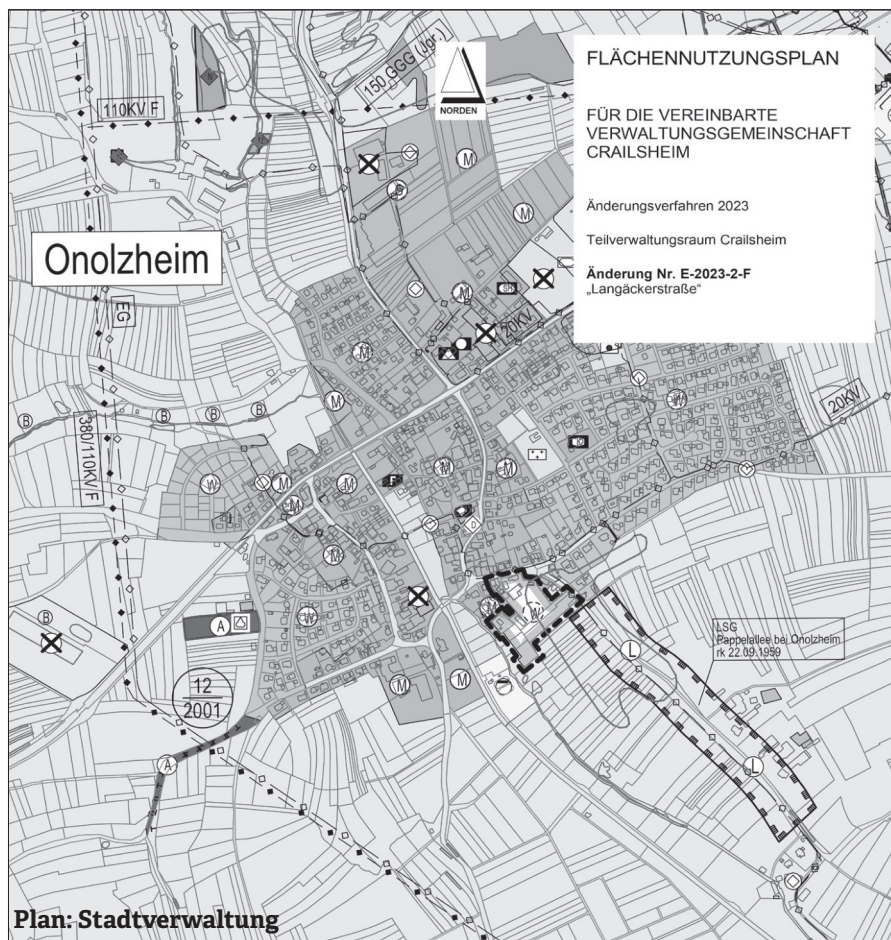 150 GGG (Jpr.)
110KV F
NORDEN
FLÄCHENNUTZUNGSPLAN
FÜR DIE VEREINBARTE
VERWALTUNGSGEMEINSCHAFT
CRAILSHEIM
Änderungsverfahren 2023
Teilverwaltungsraum Crailsheim
Änderung Nr. E-2023-2-F
„Langäckerstraße“
Onolzheim
EG
20KV
20KV
380/110KV F
B B B B
M M M M M M M M M M M M M
W W W W
F
D
B
A
LSG
Pappelallee bei Onolzheim
rk 22.09.1959
L
12
2001
A
L
Plan: Stadtverwaltung